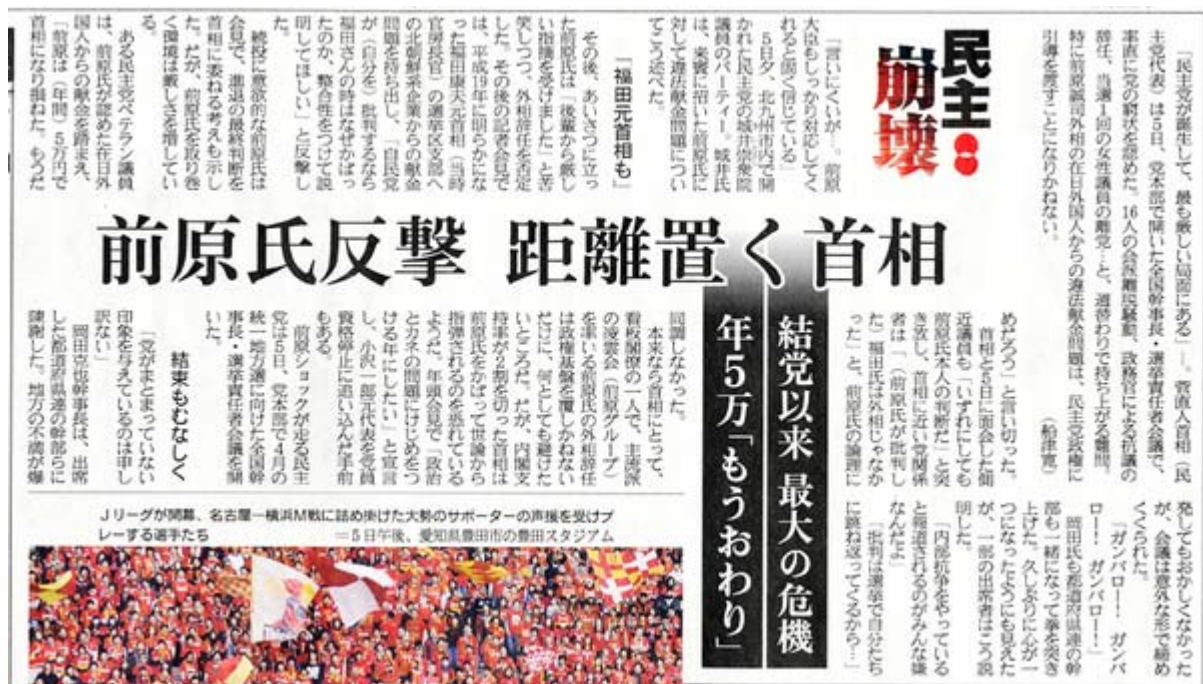 民主
崩壊
「民主党が誕生して、最も厳しい局面にある」―。菅直人首相（民
主党代表）は5日、党本部で開いた全国幹事長・選挙責任者会議で、
率直に党の窮状を認めた。16人の会派離脱騒動、政務官による抗議の
辞任、当選1回の女性議員の離党…と、週替わりで持ち上がる難問。
特に前原誠司外相の在日外国人からの違法献金問題は、民主党政権に
引導を渡すことになりかねない。
（船津寛）
前原氏反撃 距離置く首相
結党以来 最大の危機
年5万「もうおわり」
「言いにくいが…。前原
大臣もしっかり対応してく
れると固く信じている」
5日夕、北九州市内で開
かれた民主党の城井崇衆院
議員のパーティー。城井氏
は、来賓に招いた前原氏に
対して違法献金問題につい
てこう述べた。
「福田元首相も」
その後、あいさつに立っ
た前原氏は「後輩から厳し
い指摘を受けました」と苦
笑しつつ、外相辞任を否定
した。その後の記者会見で
は、平成19年に明らかにな
った福田康夫元首相（当時
官房長官）の選挙区支部へ
の北朝鮮系企業からの献金
問題を持ち出し、「自民党
が（自分を）批判するなら
福田さんの時はなぜかばっ
たのか、整合性をつけて説
明してほしい」と反撃し
た。
続投に意欲的な前原氏は
会見で、進退の最終判断を
首相に委ねる考えも示し
た。だが、前原氏を取り巻
く環境は厳しさを増してい
る。
ある民主党ベテラン議員
は、前原氏が認めた在日外
国人からの献金を踏まえ、
「前原は（年間）5万円で
首相になり損ねた。もうだ
めだろう」と言い切った。
首相と5日に面会した側
近議員も「いずれにしても
前原氏本人の判断だ」と突
き放し、首相に近い党関係
者は「（前原氏が批判し
た）福田氏は外相じゃなか
った」と、前原氏の論理に
同調しなかった。
本来なら首相にとって、
看板閣僚の一人で、主流派
の凌雲会（前原グループ）
を率いる前原氏の外相辞任
は政権基盤を覆しかねない
だけに、何としても避けた
いところだ。だが、内閣支
持率が2割を切った首相は
前原氏をかばって世論から
指弾されるのを恐れている
ようだ。年頭会見で「政治
とカネの問題にけじめをつ
ける年にしたい」と宣言
し、小沢一郎元代表を党員
資格停止に追い込んだ手前
もある。
前原ショックが走る民主
党は5日、党本部で4月の
統一地方選に向けた全国幹
事長・選挙責任者会議を開
いた。
結束もむなしく
「党がまとまっていない
印象を与えているのは申し
訳ない」
岡田克也幹事長は、出席
した都道府県連の幹部らに
陳謝した。地方の不満が爆
発してもおかしくなかった
が、会議は意外な形で締め
くくられた。
「ガンバロー！ ガンバ
ロー！ ガンバロー！」
岡田氏も都道府県連の幹
部も一緒になって拳を突き
上げた。久しぶりに心が一
つになったようにも見えた
が、一部の出席者はこう説
明した。
「内部抗争をやっている
と報道されるのがみんな嫌
なんだよ」
「批判は選挙で自分たち
に跳ね返ってくるから…」
Ｊリーグが開幕、名古屋―横浜Ｍ戦に詰め掛けた大勢のサポーターの声援を受けプ
レーする選手たち ＝5日午後、愛知県豊田市の豊田スタジアム